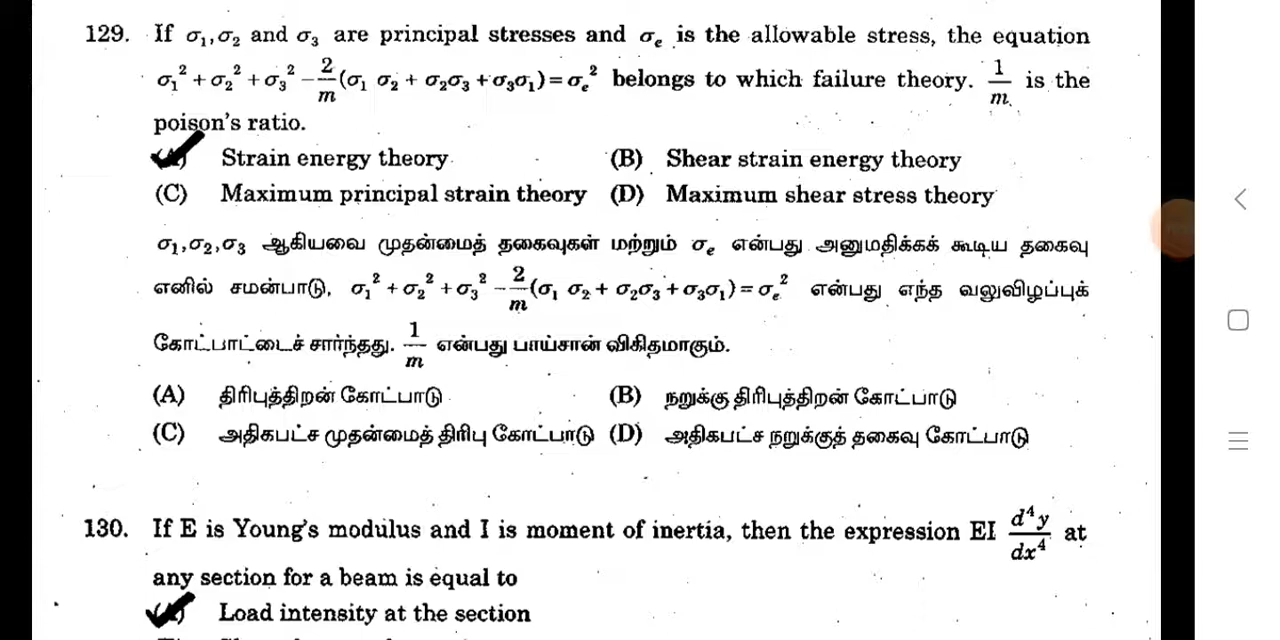 129. If σ₁,σ₂ and σ₃ are principal stresses and σₑ is the allowable stress, the equation
σ₁² + σ₂² + σ₃² − 2/m (σ₁ σ₂ + σ₂σ₃ + σ₃σ₁) = σₑ² belongs to which failure theory. 1/m is the
poison's ratio.
(A) Strain energy theory (B) Shear strain energy theory
(C) Maximum principal strain theory (D) Maximum shear stress theory
σ₁,σ₂,σ₃ ஆகியவை முதன்மைத் தகைவுகள் மற்றும் σₑ என்பது அனுமதிக்கக் கூடிய தகைவு
எனில் சமன்பாடு, σ₁² + σ₂² + σ₃² − 2/m (σ₁ σ₂ + σ₂σ₃ + σ₃σ₁) = σₑ² என்பது எந்த வலுவிழப்புக்
கோட்பாட்டைச் சார்ந்தது. 1/m என்பது பாய்சான் விகிதமாகும்.
(A) திரிபுத்திறன் கோட்பாடு (B) நறுக்கு திரிபுத்திறன் கோட்பாடு
(C) அதிகபட்ச முதன்மைத் திரிபு கோட்பாடு (D) அதிகபட்ச நறுக்குத் தகைவு கோட்பாடு
130. If E is Young's modulus and I is moment of inertia, then the expression EI d⁴y/dx⁴ at
any section for a beam is equal to
(A) Load intensity at the section